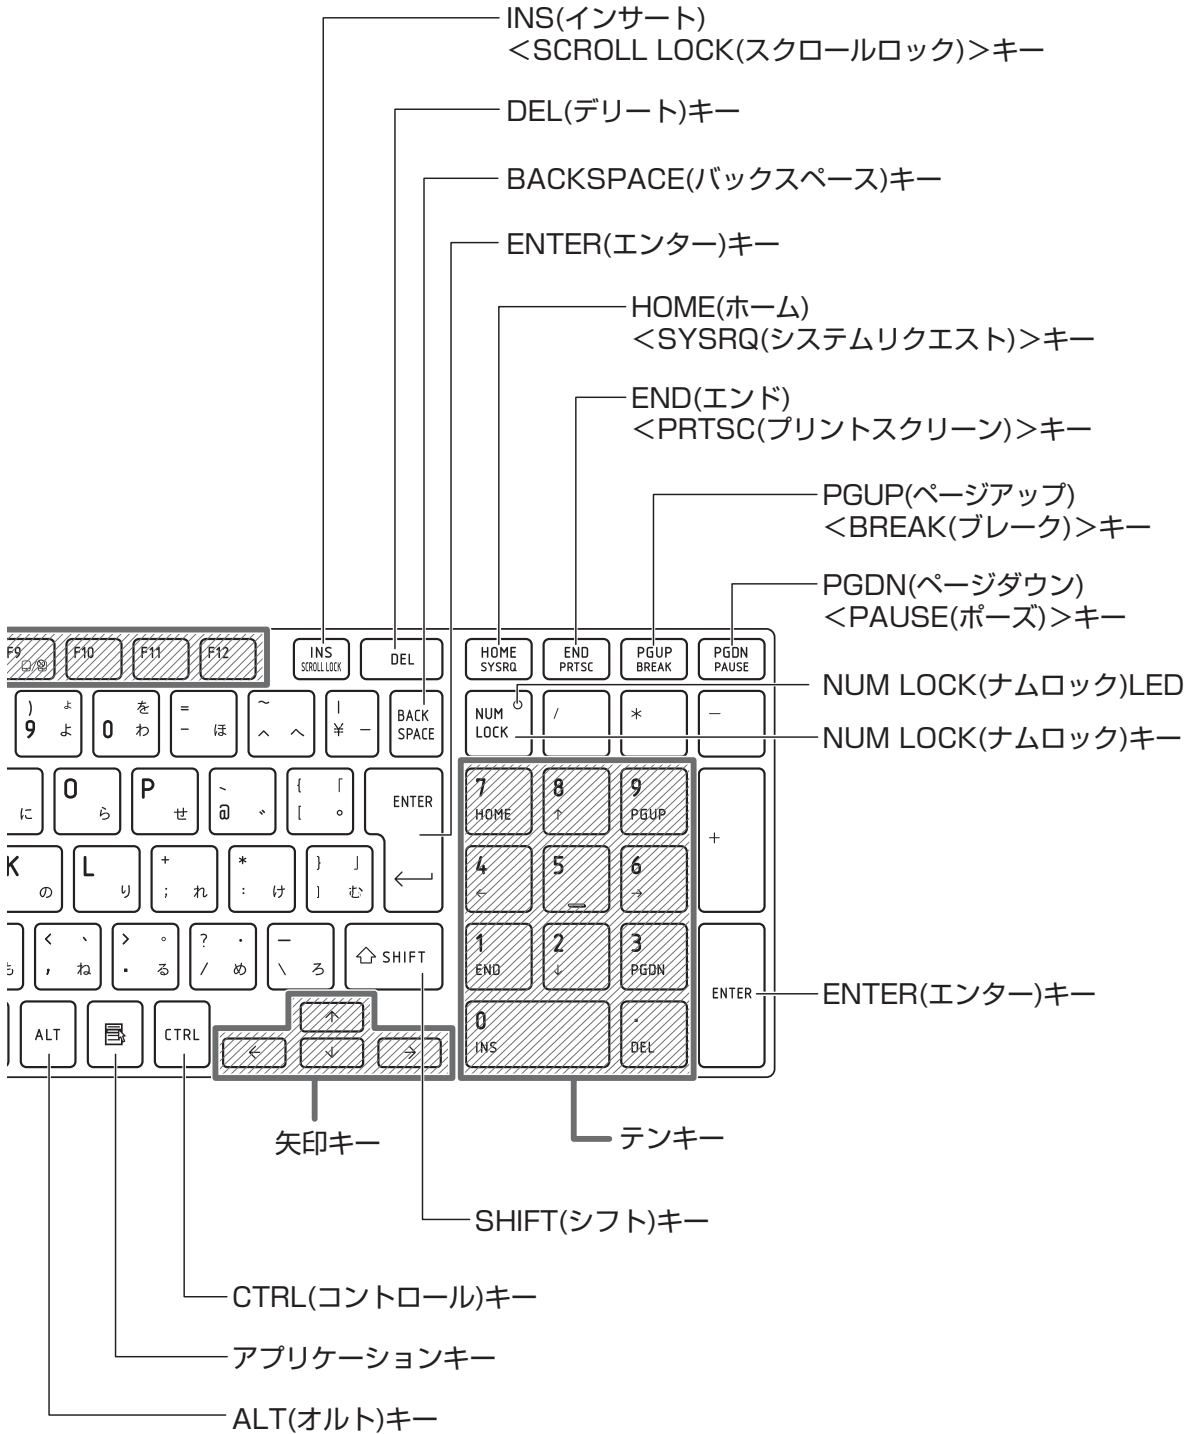 INS(インサート)
<SCROLL LOCK(スクロールロック)>キー
DEL(デリート)キー
BACKSPACE(バックスペース)キー
ENTER(エンター)キー
HOME(ホーム)
<SYSRQ(システムリクエスト)>キー
END(エンド)
<PRTSC(プリントスクリーン)>キー
PGUP(ページアップ)
<BREAK(ブレーク)>キー
PGDN(ページダウン)
<PAUSE(ポーズ)>キー
F9 F10 F11 F12 INS DEL HOME END PGUP PGDN
SCROLL LOCK SYSRQ PRTSC BREAK PAUSE
NUM LOCK(ナムロック)LED
NUM LOCK(ナムロック)キー
) ょ を = ~ | BACK NUM / * −
9 よ 0 わ - ほ ^ へ ¥ ー SPACE LOCK
に O ら P せ ` @ ゛ { 「 [ ゜ ENTER 7 8 9 +
HOME ↑ PGUP
K の L り + ; れ * : け } 」 ] む ← 4 5 6
← →
も < 、 , ね > 。 . る ? ・ / め _ \ ろ ⇧ SHIFT 1 2 3 ENTER
END ↓ PGDN
ENTER(エンター)キー
ALT CTRL ↑ 0 .
← ↓ → INS DEL
矢印キー
テンキー
SHIFT(シフト)キー
CTRL(コントロール)キー
アプリケーションキー
ALT(オルト)キー